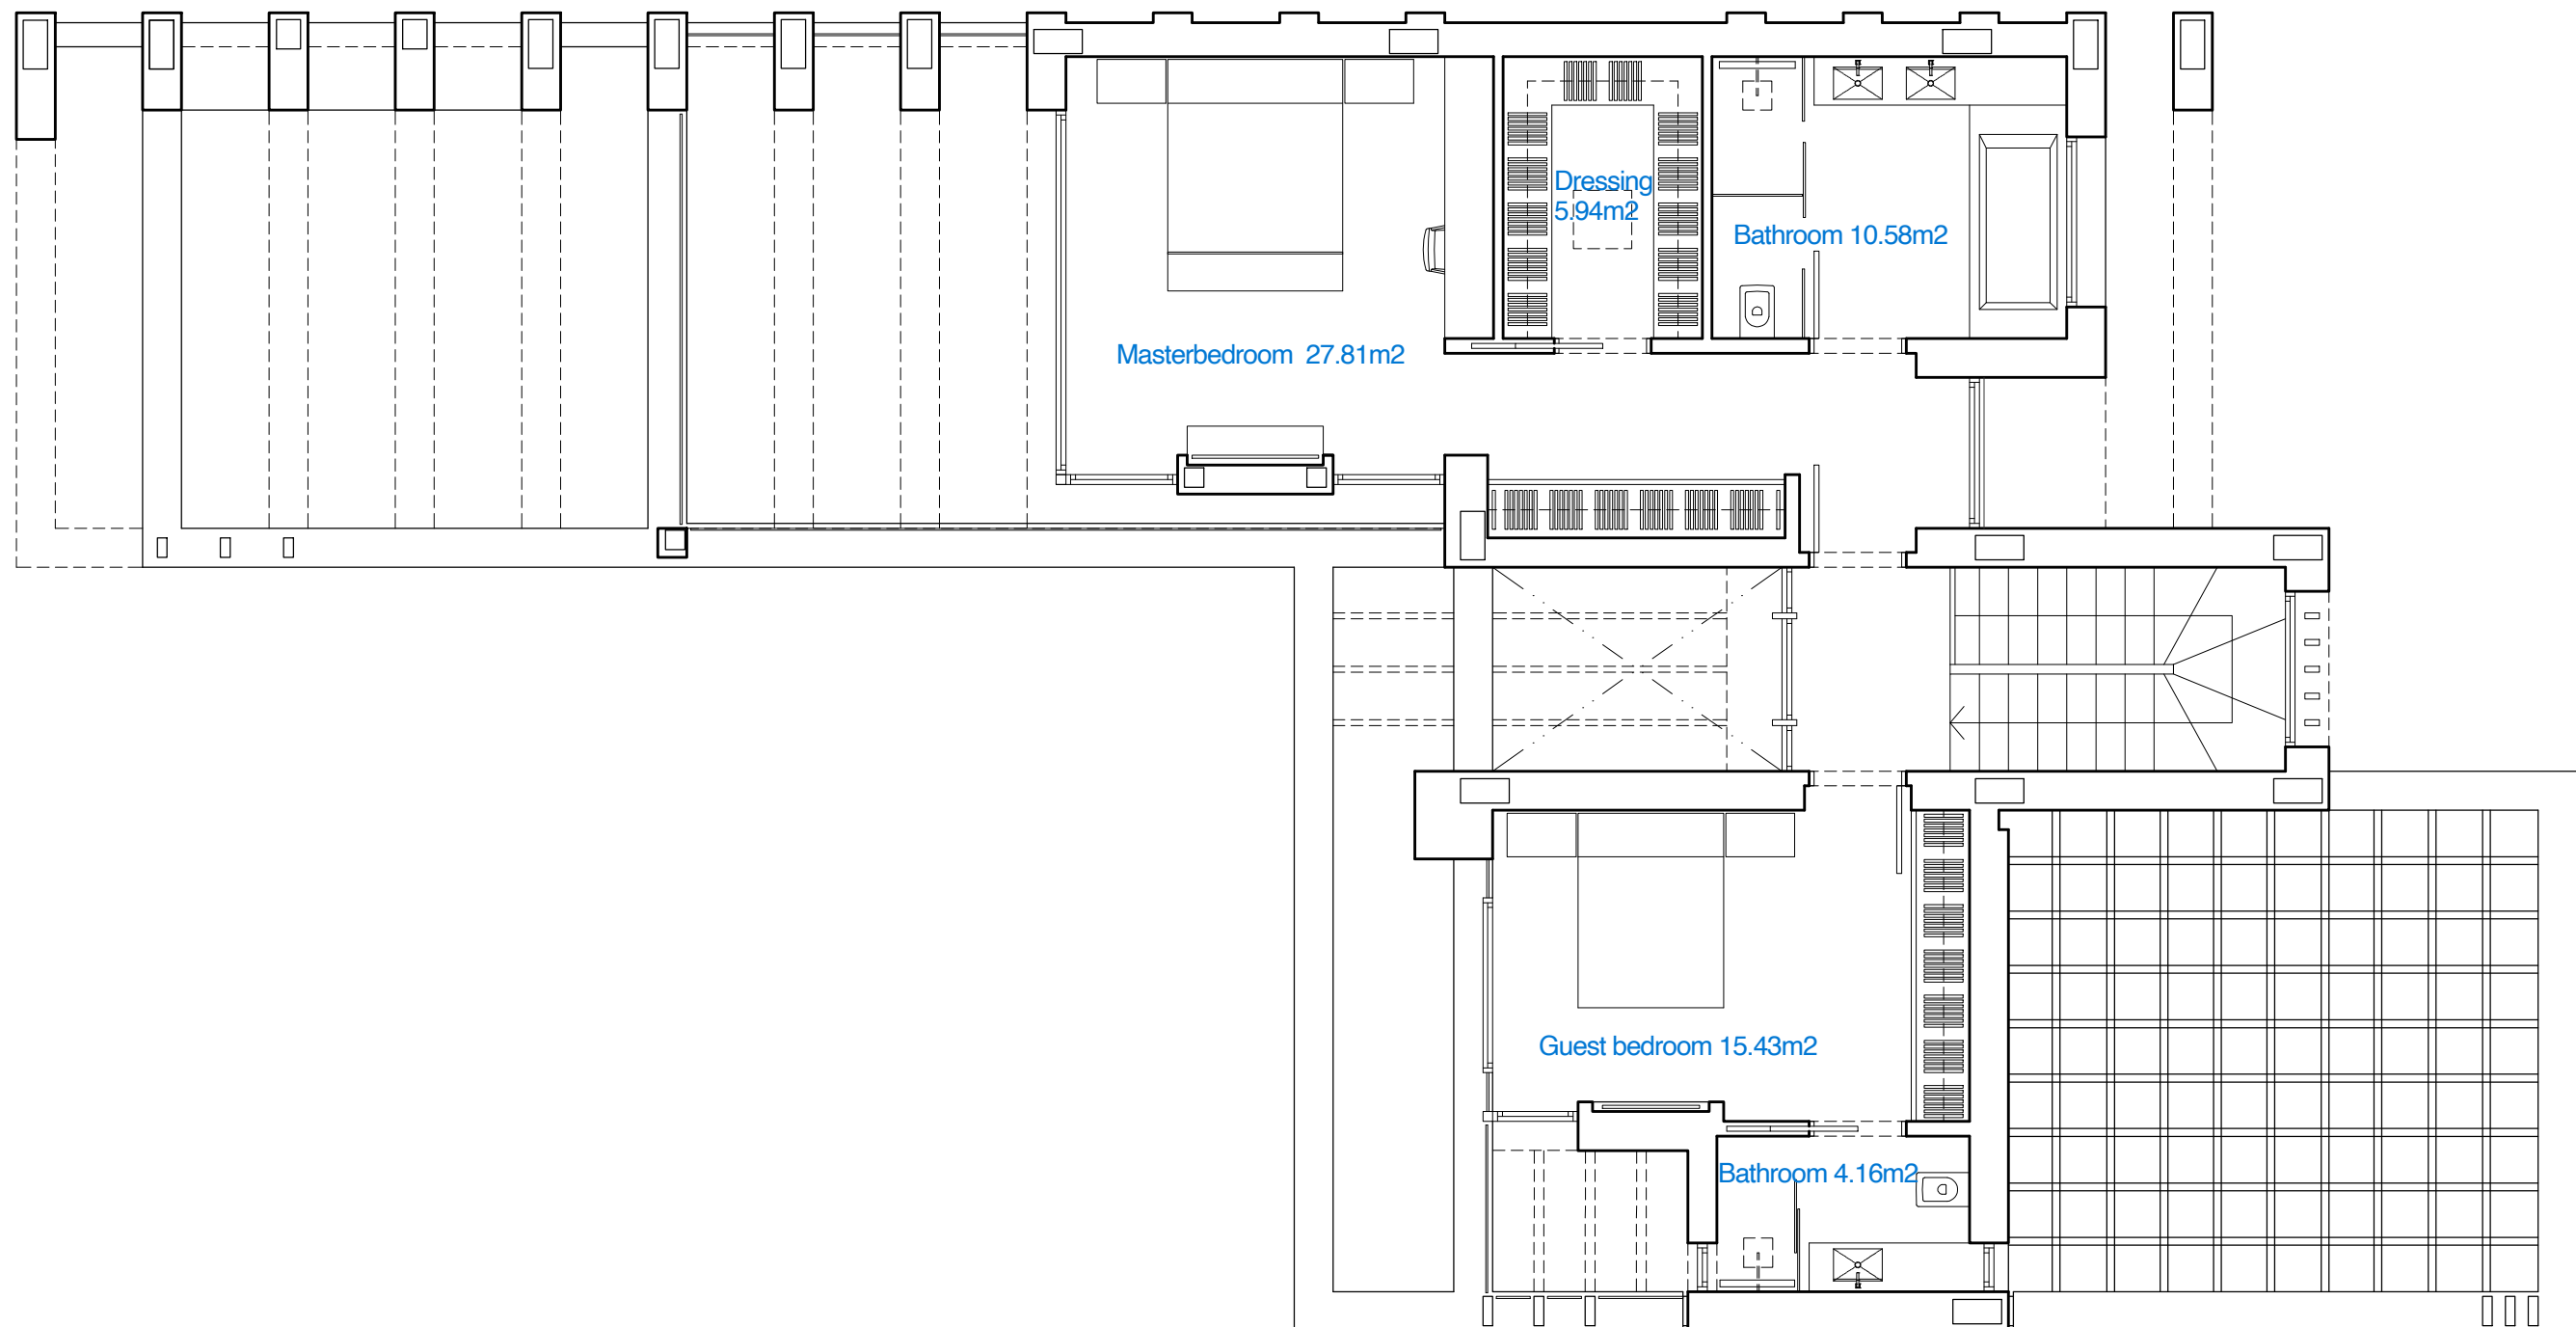 Dressing
5.94m2
Bathroom 10.58m2
Masterbedroom 27.81m2
Guest bedroom 15.43m2
Bathroom 4.16m2